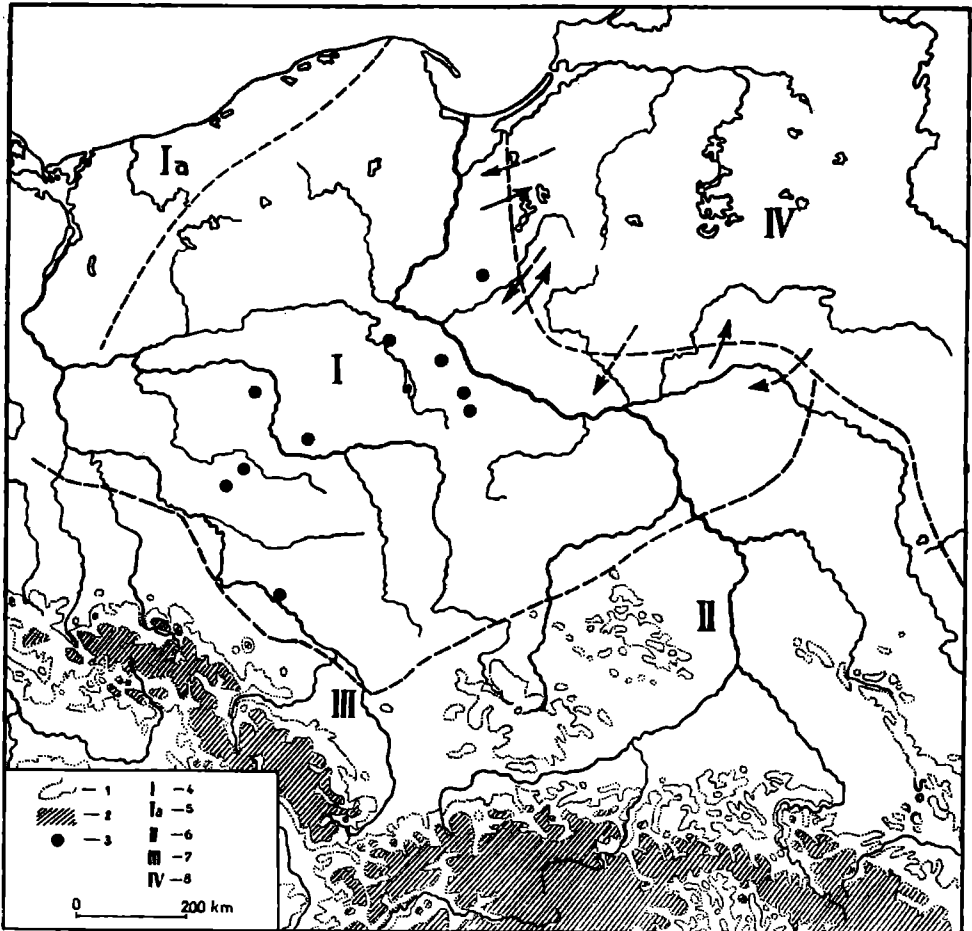 Ia
IV
I
II
III
— 1
— 2
— 3
I — 4
Ia — 5
II — 6
III — 7
IV — 8
0 200 km